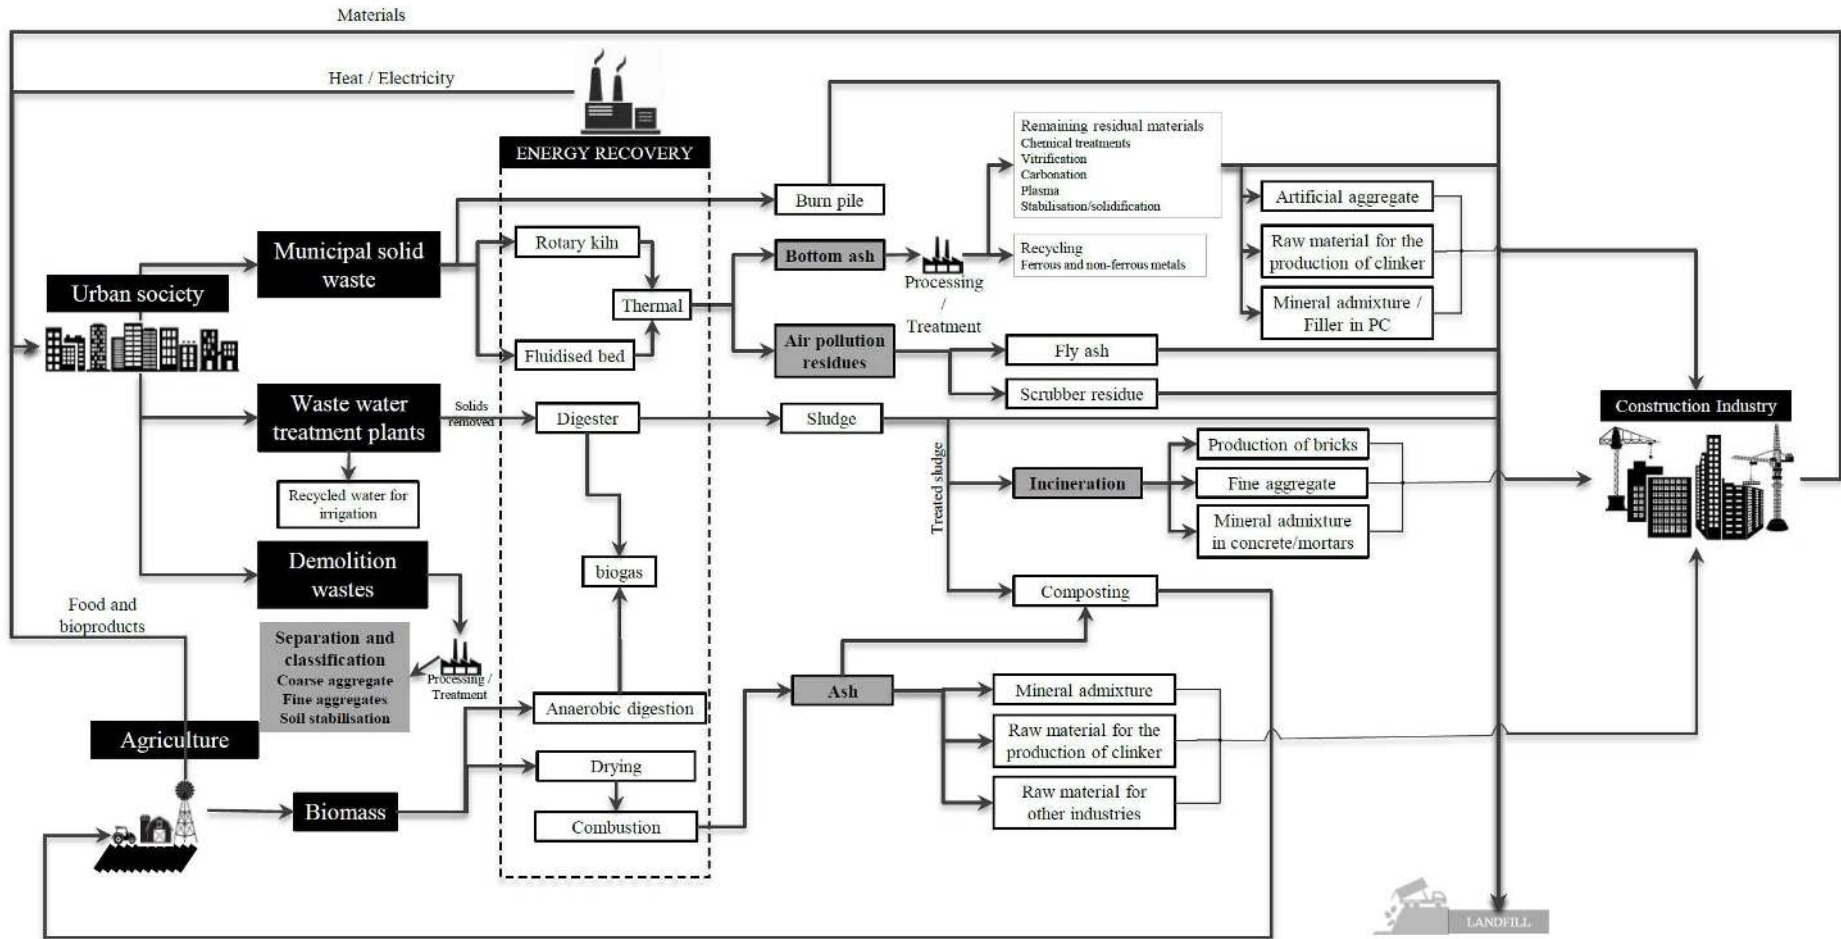 Materials
Heat / Electricity
ENERGY RECOVERY
Remaining residual materials
Chemical treatments
Vitrification
Carbonation
Plasma
Stabilisation/solidification
Burn pile
Artificial aggregate
Municipal solid
waste
Rotary kiln
Bottom ash
Recycling
Ferrous and non-ferrous metals
Raw material for the
production of clinker
Urban society
Thermal
Processing
/
Treatment
Mineral admixture /
Filler in PC
Fluidised bed
Air pollution
residues
Fly ash
Scrubber residue
Construction Industry
Waste water
treatment plants
Solids
removed
Digester
Sludge
Treated sludge
Production of bricks
Incineration
Fine aggregate
Mineral admixture
in concrete/mortars
Recycled water for
irrigation
Demolition
wastes
biogas
Composting
Food and
bioproducts
Separation and
classification
Coarse aggregate
Fine aggregates
Soil stabilisation
Processing /
Treatment
Ash
Mineral admixture
Anaerobic digestion
Raw material for the
production of clinker
Agriculture
Drying
Raw material for
other industries
Biomass
Combustion
LANDFILL